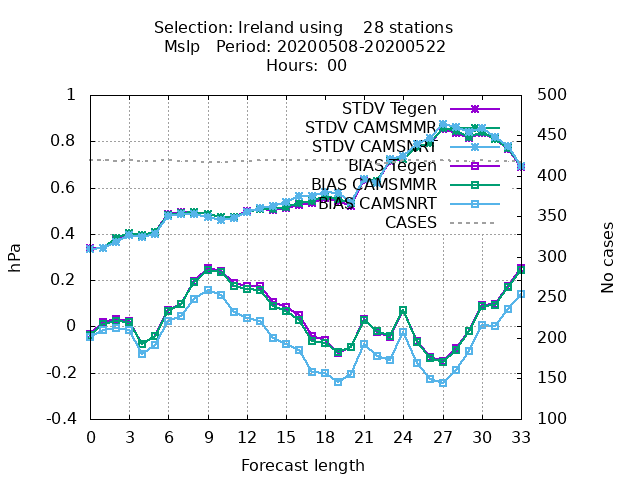 Selection: Ireland using    28 stations
Mslp   Period: 20200508-20200522
Hours: 00
1
0.8
0.6
0.4
0.2
0
-0.2
-0.4
hPa
500
450
400
350
300
250
200
150
100
No cases
STDV Tegen
STDV CAMSMMR
STDV CAMSNRT
BIAS Tegen
BIAS CAMSMMR
BIAS CAMSNRT
CASES
0 3 6 9 12 15 18 21 24 27 30 33
Forecast length